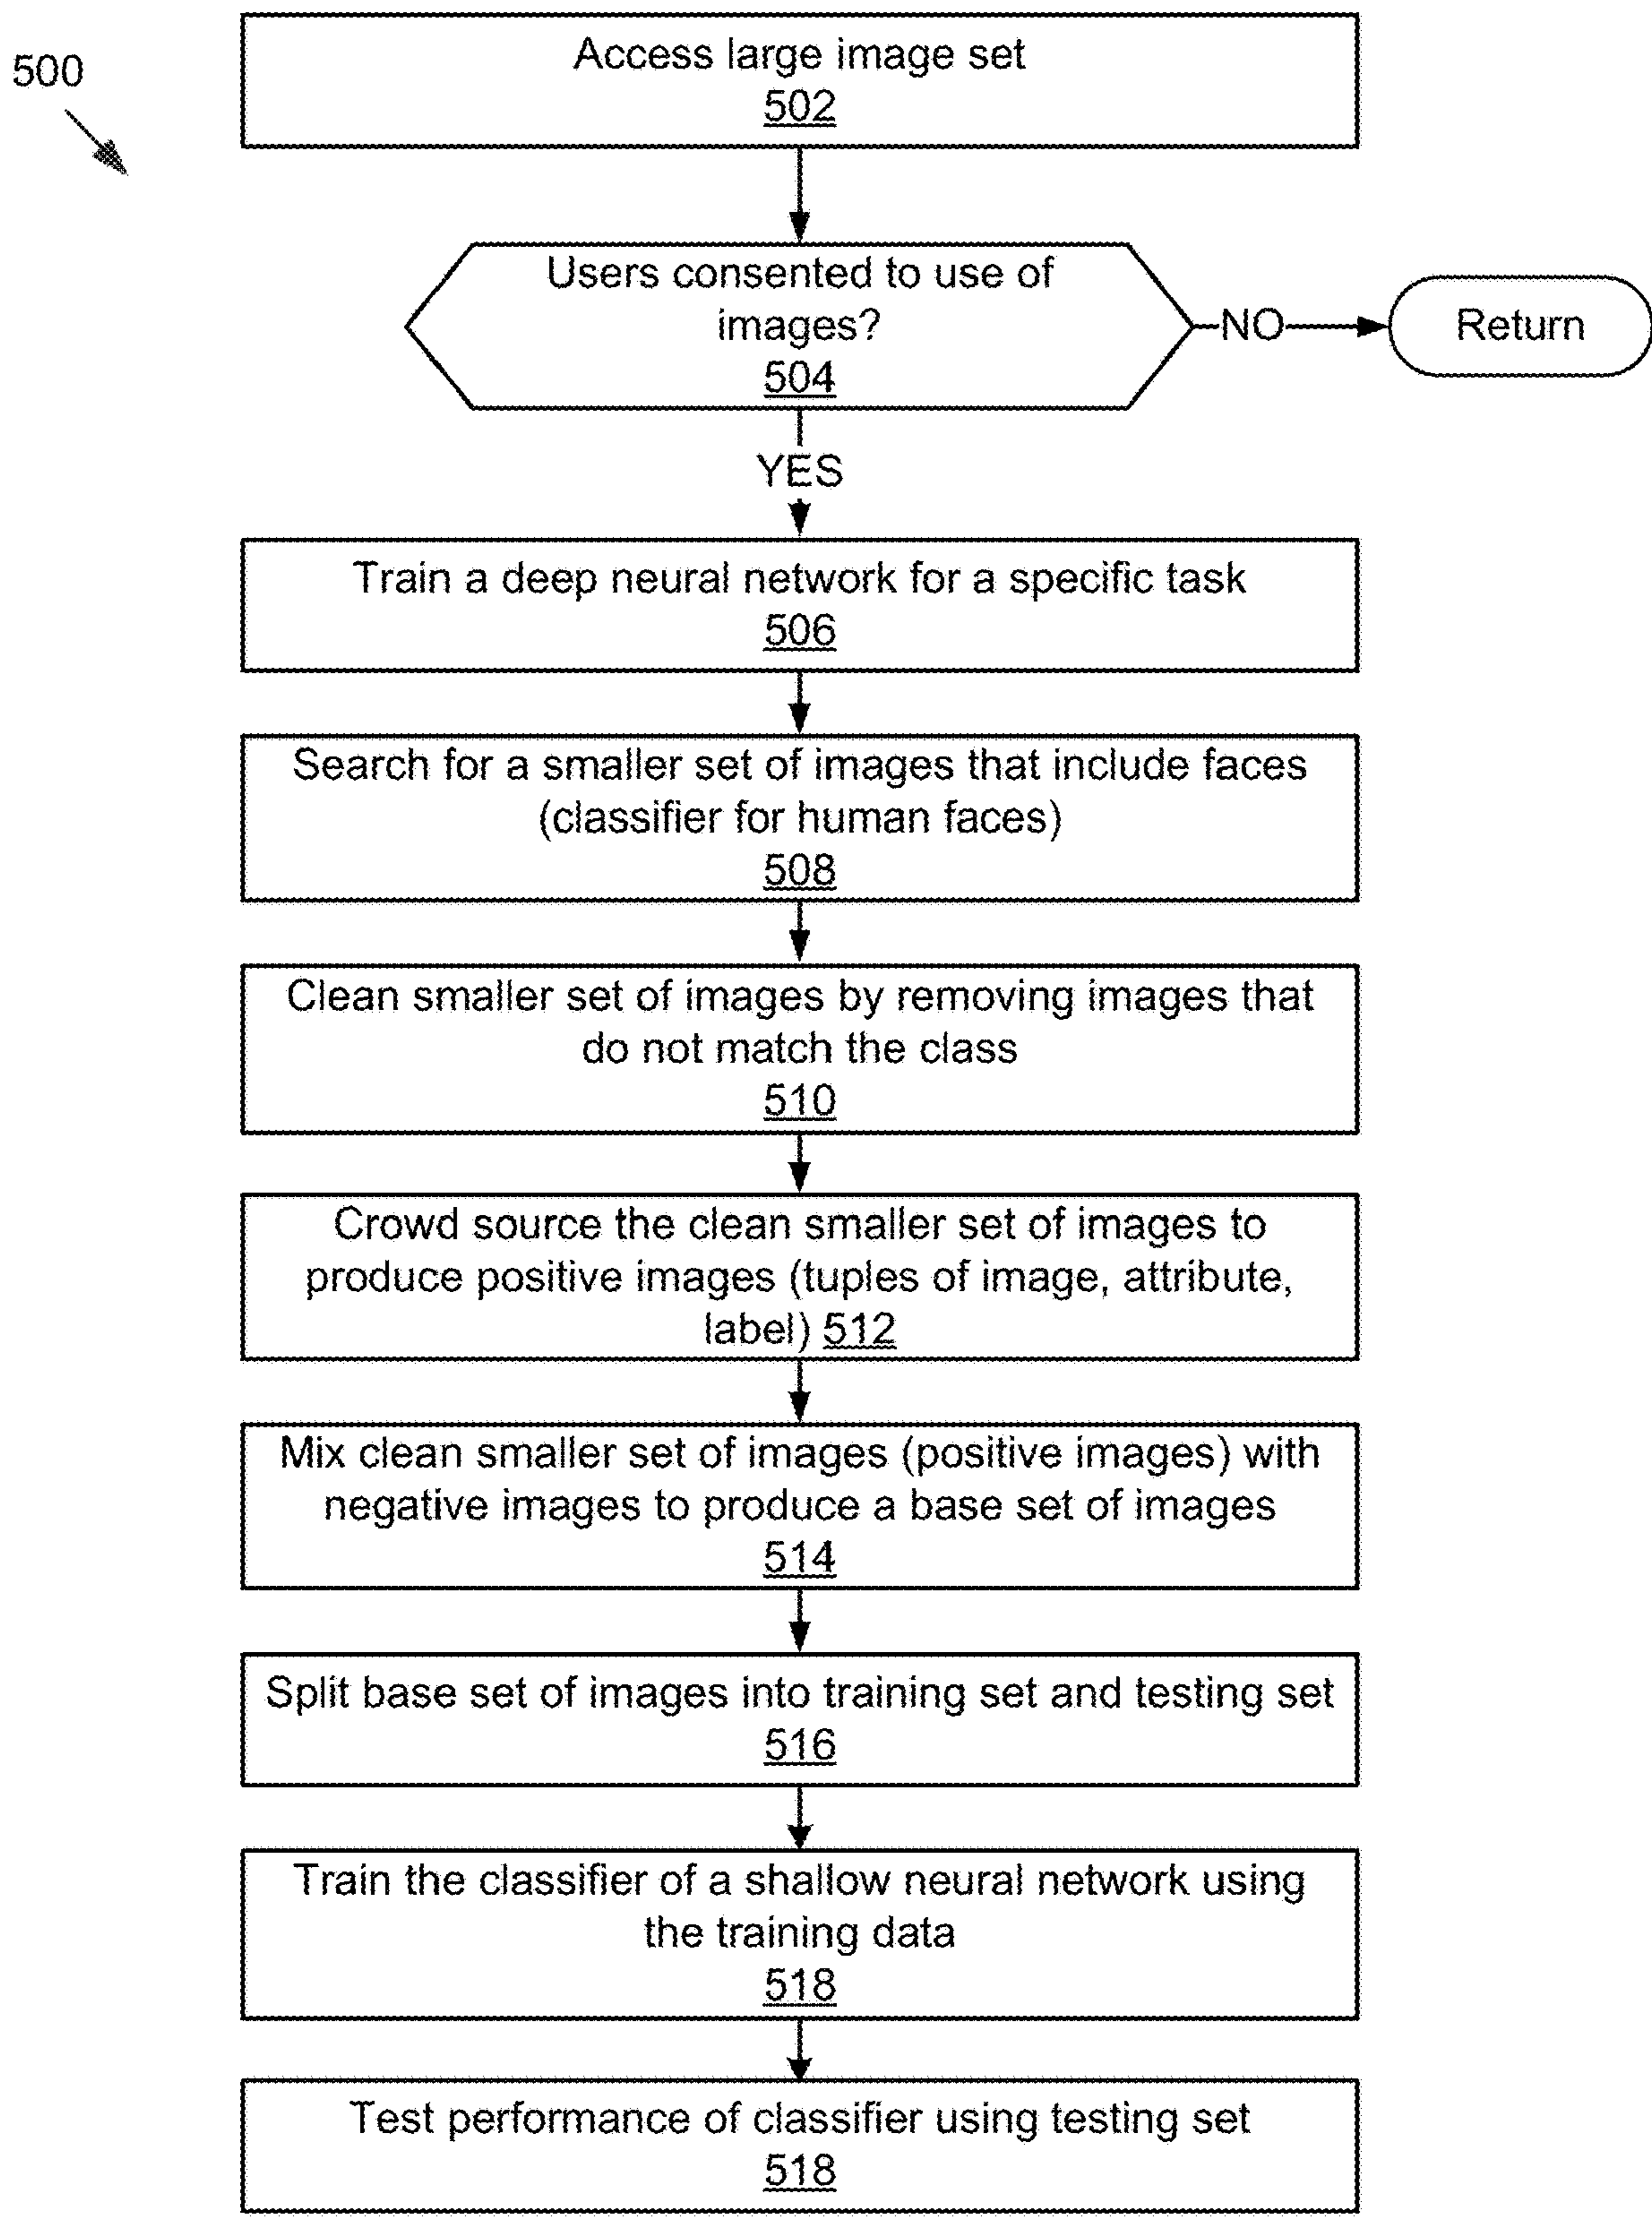 500
Access large image set
502
Users consented to use of
images?
504
NO
Return
YES
Train a deep neural network for a specific task
506
Search for a smaller set of images that include faces
(classifier for human faces)
508
Clean smaller set of images by removing images that
do not match the class
510
Crowd source the clean smaller set of images to
produce positive images (tuples of image, attribute,
label) 512
Mix clean smaller set of images (positive images) with
negative images to produce a base set of images
514
Split base set of images into training set and testing set
516
Train the classifier of a shallow neural network using
the training data
518
Test performance of classifier using testing set
518